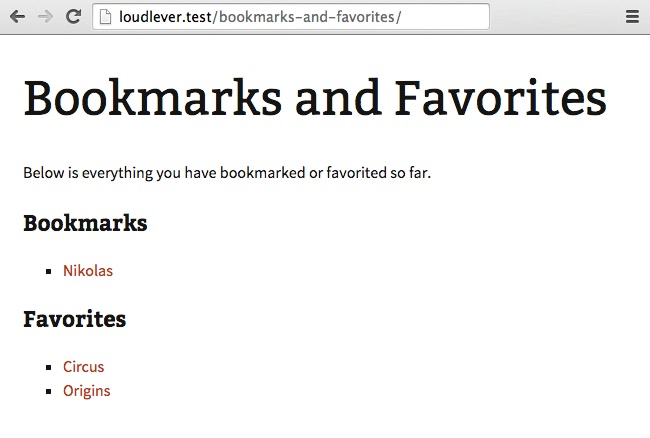 loudlever.test/bookmarks-and-favorites/
Bookmarks and Favorites
Below is everything you have bookmarked or favorited so far.
Bookmarks
Nikolas
Favorites
Circus
Origins